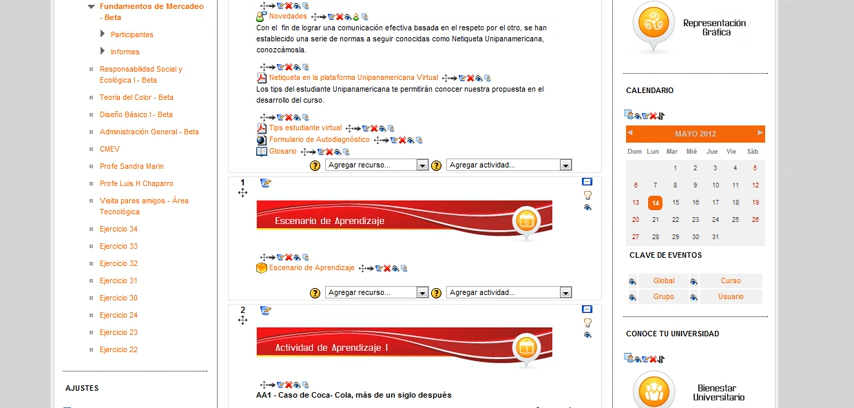 Fundamentos de Mercadeo
- Beta
Participantes
Informes
Responsabilidad Social y
Ecológica I - Beta
Teoría del Color - Beta
Diseño Básico I - Beta
Administración General - Beta
CMEV
Profe Sandra Marin
Profe Luis H Chaparro
Visita pares amigos - Área
Tecnológica
Ejercicio 34
Ejercicio 33
Ejercicio 32
Ejercicio 31
Ejercicio 30
Ejercicio 24
Ejercicio 23
Ejercicio 22
AJUSTES
Novedades
Con el fin de lograr una comunicación efectiva basada en el respeto por el otro, se han
establecido una serie de normas a seguir conocidas como Netiqueta Unipanamericana,
conozcámosla.
Netiqueta en la plataforma Unipanamericana Virtual
Los tips del estudiante Unipanamericana te permitirán conocer nuestra propuesta en el
desarrollo del curso.
Tips estudiante virtual
Formulario de Autodiagnóstico
Glosario
Agregar recurso... Agregar actividad...
1
Escenario de Aprendizaje
Escenario de Aprendizaje
Agregar recurso... Agregar actividad...
2
Actividad de Aprendizaje I
AA1 - Caso de Coca- Cola, más de un siglo después
Representación
Gráfica
CALENDARIO
MAYO 2012
Dom Lun Mar Mié Jue Vie Sáb
1 2 3 4 5
6 7 8 9 10 11 12
13 14 15 16 17 18 19
20 21 22 23 24 25 26
27 28 29 30 31
CLAVE DE EVENTOS
Global Curso
Grupo Usuario
CONOCE TU UNIVERSIDAD
Bienestar
Universitario